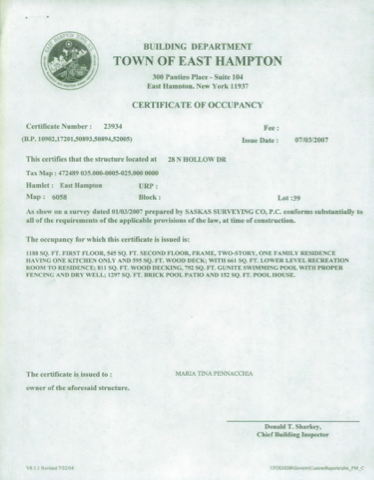 BUILDING DEPARTMENT
TOWN OF EAST HAMPTON
300 Pantigo Place - Suite 104
East Hampton, New York 11937
CERTIFICATE OF OCCUPANCY
Certificate Number : 23934 Fee :
(B.P. 10902,17201,50893,50894,52005) Issue Date : 07/03/2007
This certifies that the structure located at 28 N HOLLOW DR
Tax Map : 472489 035.000-0005-025.000 0000
Hamlet : East Hampton URP :
Map : 6058 Block : Lot :39
As show on a survey dated 01/03/2007 prepared by SASKAS SURVEYING CO, P.C. conforms substantially to
all of the requirements of the applicable provisions of the law, at time of construction.
The occupancy for which this certificate is issued is:
1188 SQ. FT. FIRST FLOOR, 545 SQ. FT. SECOND FLOOR, FRAME, TWO-STORY, ONE FAMILY RESIDENCE
HAVING ONE KITCHEN ONLY AND 595 SQ. FT. WOOD DECK; WITH 661 SQ. FT. LOWER LEVEL RECREATION
ROOM TO RESIDENCE; 811 SQ. FT. WOOD DECKING, 792 SQ. FT. GUNITE SWIMMING POOL WITH PROPER
FENCING AND DRY WELL; 1297 SQ. FT. BRICK POOL PATIO AND 152 SQ. FT. POOL HOUSE.
The certificate is issued to : MARIA TINA PENNACCHIA
owner of the aforesaid structure.
Donald T. Sharkey,
Chief Building Inspector
Revised 7/22/04